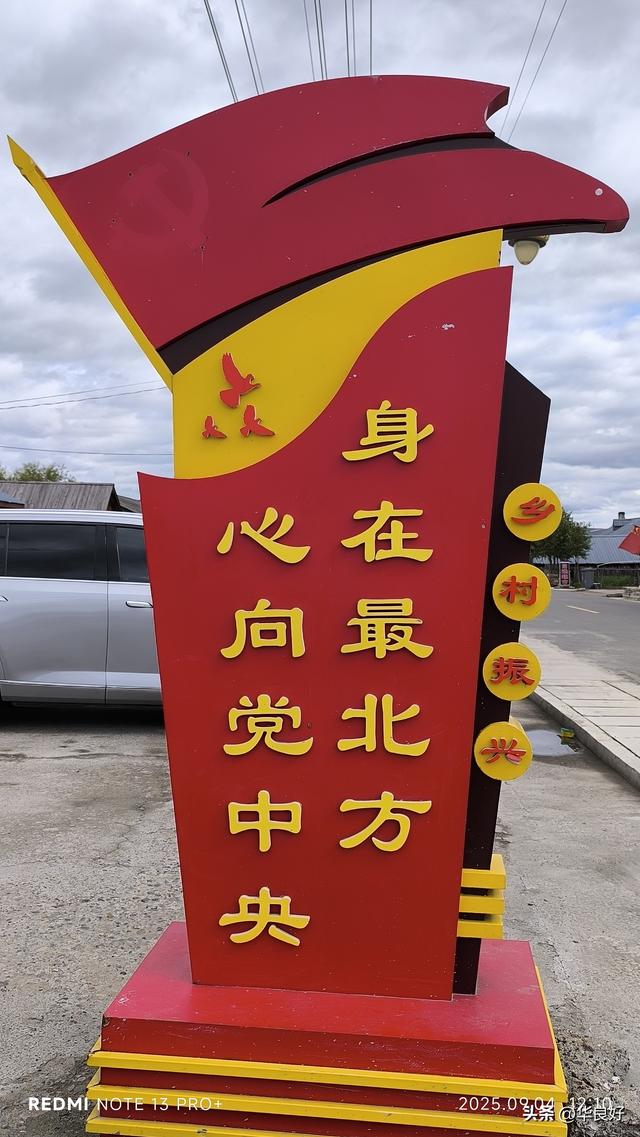 身在最北方
心向党中央
乡村振兴
REDMI NOTE 13 PRO+
2025.09.04 12:10
头条 @华良好